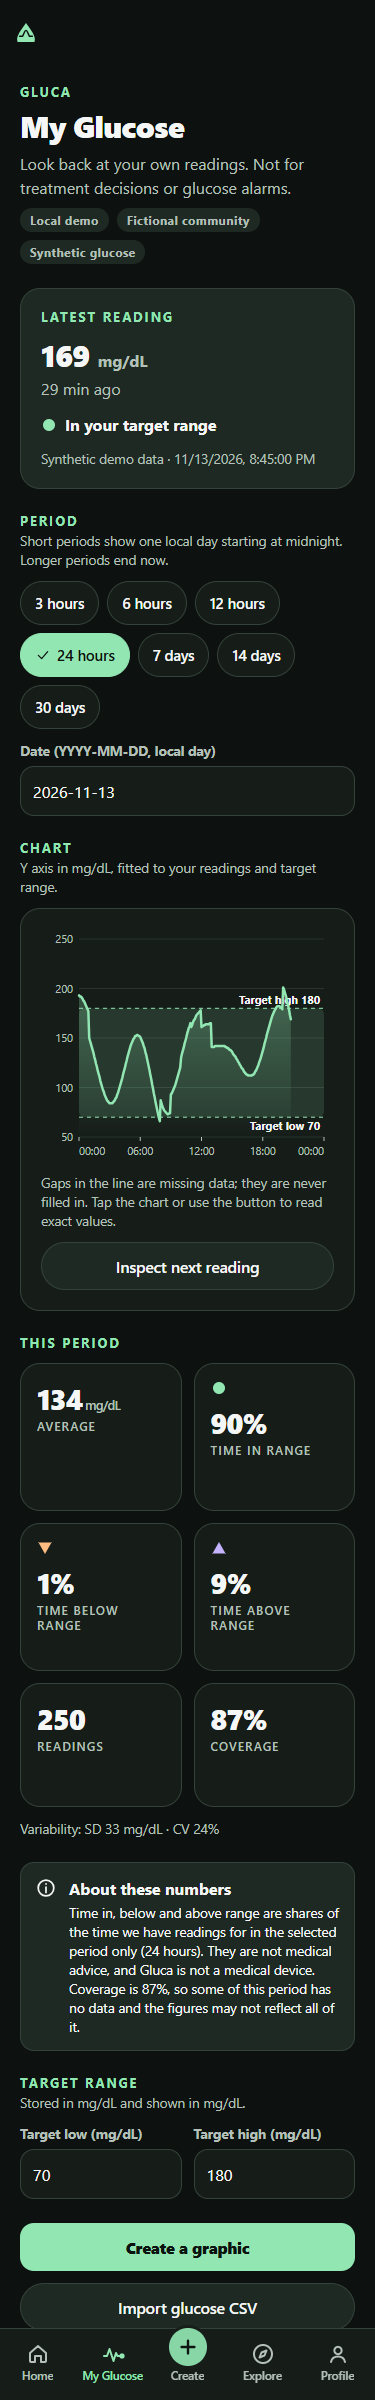 GLUCA
My Glucose
Look back at your own readings. Not for
treatment decisions or glucose alarms.
Local demo
Fictional community
Synthetic glucose
LATEST READING
169 mg/dL
29 min ago
In your target range
Synthetic demo data · 11/13/2026, 8:45:00 PM
PERIOD
Short periods show one local day starting at midnight.
Longer periods end now.
3 hours
6 hours
12 hours
24 hours
7 days
14 days
30 days
Date (YYYY-MM-DD, local day)
2026-11-13
CHART
Y axis in mg/dL, fitted to your readings and target
range.
250
200
Target high 180
150
100
Target low 70
50
00:00 06:00 12:00 18:00 00:00
Gaps in the line are missing data; they are never
filled in. Tap the chart or use the button to read
exact values.
Inspect next reading
THIS PERIOD
134 mg/dL
AVERAGE
90%
TIME IN RANGE
1%
TIME BELOW
RANGE
9%
TIME ABOVE
RANGE
250
READINGS
87%
COVERAGE
Variability: SD 33 mg/dL · CV 24%
About these numbers
Time in, below and above range are shares of
the time we have readings for in the selected
period only (24 hours). They are not medical
advice, and Gluca is not a medical device.
Coverage is 87%, so some of this period has
no data and the figures may not reflect all of
it.
TARGET RANGE
Stored in mg/dL and shown in mg/dL.
Target low (mg/dL)
Target high (mg/dL)
70
180
Create a graphic
Import glucose CSV
Home
My Glucose
Create
Explore
Profile